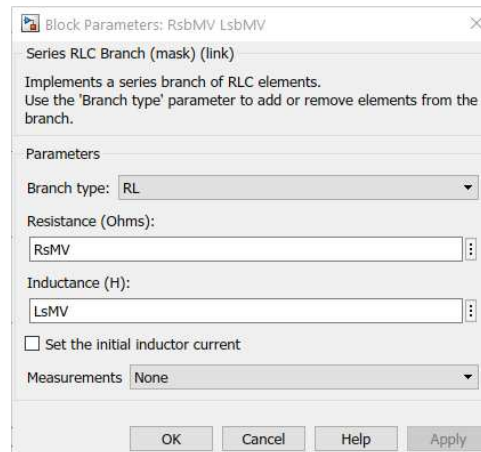 Block Parameters: RsbMV LsbMV
Series RLC Branch (mask) (link)
Implements a series branch of RLC elements.
Use the 'Branch type' parameter to add or remove elements from the
branch.
Parameters
Branch type: RL
Resistance (Ohms):
RsMV
Inductance (H):
LsMV
Set the initial inductor current
Measurements None
OK Cancel Help Apply